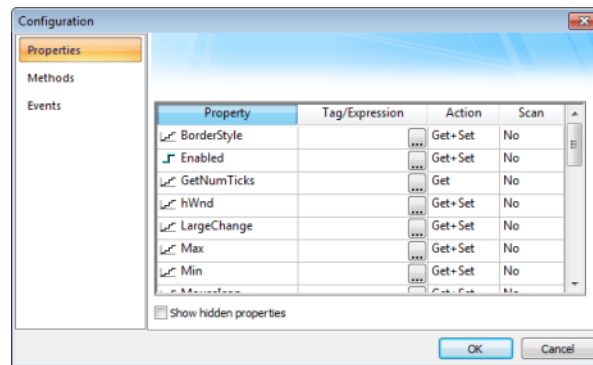 Configuration
Properties
Methods
Events
Property Tag/Expression Action Scan
BorderStyle ... Get+Set No
Enabled ... Get+Set No
GetNumTicks ... Get No
hWnd ... Get+Set No
LargeChange ... Get+Set No
Max ... Get+Set No
Min ... Get+Set No
Show hidden properties
OK Cancel